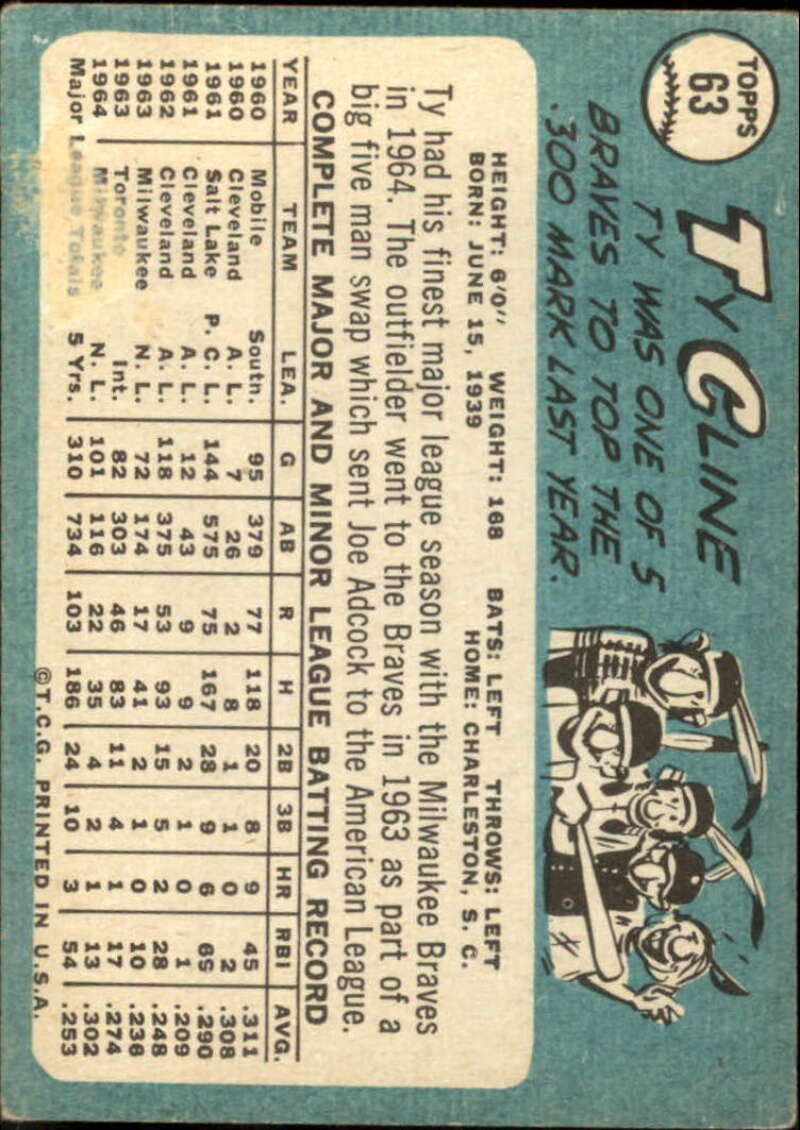 TOPPS
63
TY CLINE
TY WAS ONE OF 5
BRAVES TO TOP THE
.300 MARK LAST YEAR.
HEIGHT: 6'0" WEIGHT: 168 BATS: LEFT THROWS: LEFT
BORN: JUNE 15, 1939 HOME: CHARLESTON, S. C.
Ty had his finest major league season with the Milwaukee Braves
in 1964. The outfielder went to the Braves in 1963 as part of a
big five man swap which sent Joe Adcock to the American League.
COMPLETE MAJOR AND MINOR LEAGUE BATTING RECORD
YEAR TEAM LEA. G AB R H 2B 3B HR RBI AVG.
1960 Mobile South. 95 379 77 118 20 8 9 45 .311
1960 Cleveland A. L. 7 26 2 8 1 1 0 2 .308
1961 Salt Lake P. C. L. 144 575 75 167 28 9 6 69 .290
1961 Cleveland A. L. 12 43 9 9 2 1 0 1 .209
1962 Cleveland A. L. 118 375 53 93 15 5 2 28 .248
1963 Milwaukee N. L. 72 174 17 41 2 1 0 10 .236
1963 Toronto Int. 82 303 46 83 11 4 1 17 .274
1964 Milwaukee N. L. 101 116 22 35 4 2 1 13 .302
Major League Totals 5 Yrs. 310 734 103 186 24 10 3 54 .253
©T.C.G. PRINTED IN U.S.A.